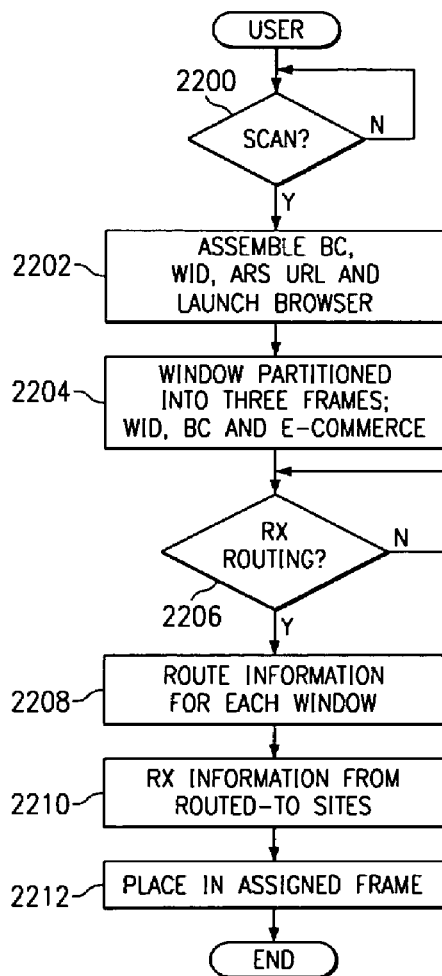 USER
2200
SCAN?
N
Y
2202
ASSEMBLE BC,
WID, ARS URL AND
LAUNCH BROWSER
2204
WINDOW PARTITIONED
INTO THREE FRAMES;
WID, BC AND E-COMMERCE
RX
ROUTING?
N
2206
Y
2208
ROUTE INFORMATION
FOR EACH WINDOW
2210
RX INFORMATION FROM
ROUTED-TO SITES
2212
PLACE IN ASSIGNED FRAME
END